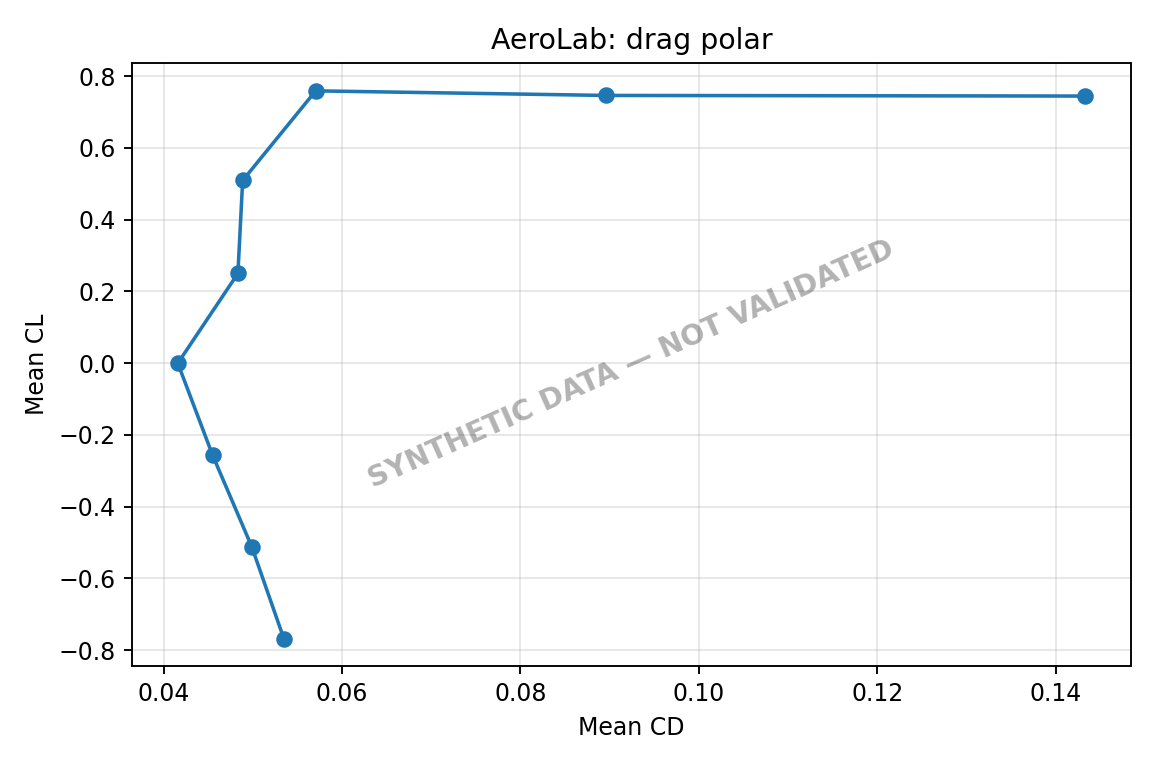 AeroLab: drag polar
0.8
0.6
0.4
0.2
0.0
−0.2
−0.4
−0.6
−0.8
Mean CL
SYNTHETIC DATA — NOT VALIDATED
0.04 0.06 0.08 0.10 0.12 0.14
Mean CD